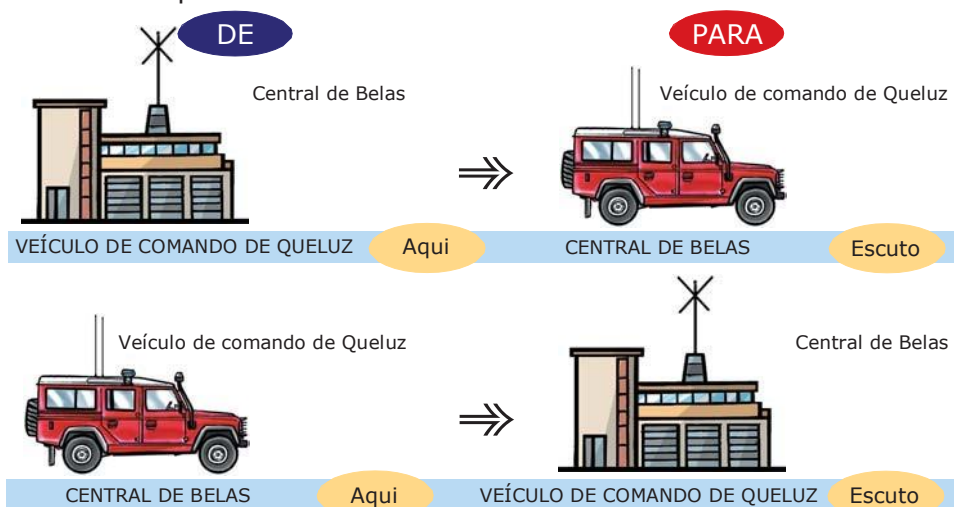 DE
PARA
Central de Belas
Veículo de comando de Queluz
VEÍCULO DE COMANDO DE QUELUZ Aqui CENTRAL DE BELAS Escuto
Veículo de comando de Queluz
Central de Belas
CENTRAL DE BELAS Aqui VEÍCULO DE COMANDO DE QUELUZ Escuto